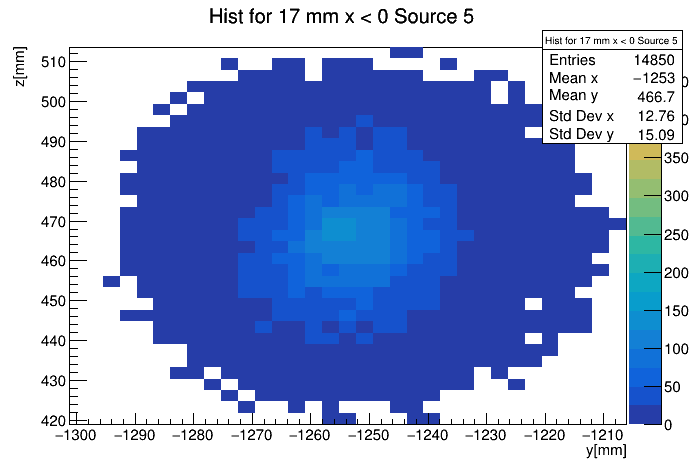 Hist for 17 mm x < 0 Source 5
Hist for 17 mm x < 0 Source 5
Entries 14850
Mean x −1253
Mean y 466.7
Std Dev x 12.76
Std Dev y 15.09
z[mm]
510
500
490
480
470
460
450
440
430
420
−1300 −1290 −1280 −1270 −1260 −1250 −1240 −1230 −1220 −1210
y[mm]
350
300
250
200
150
100
50
0